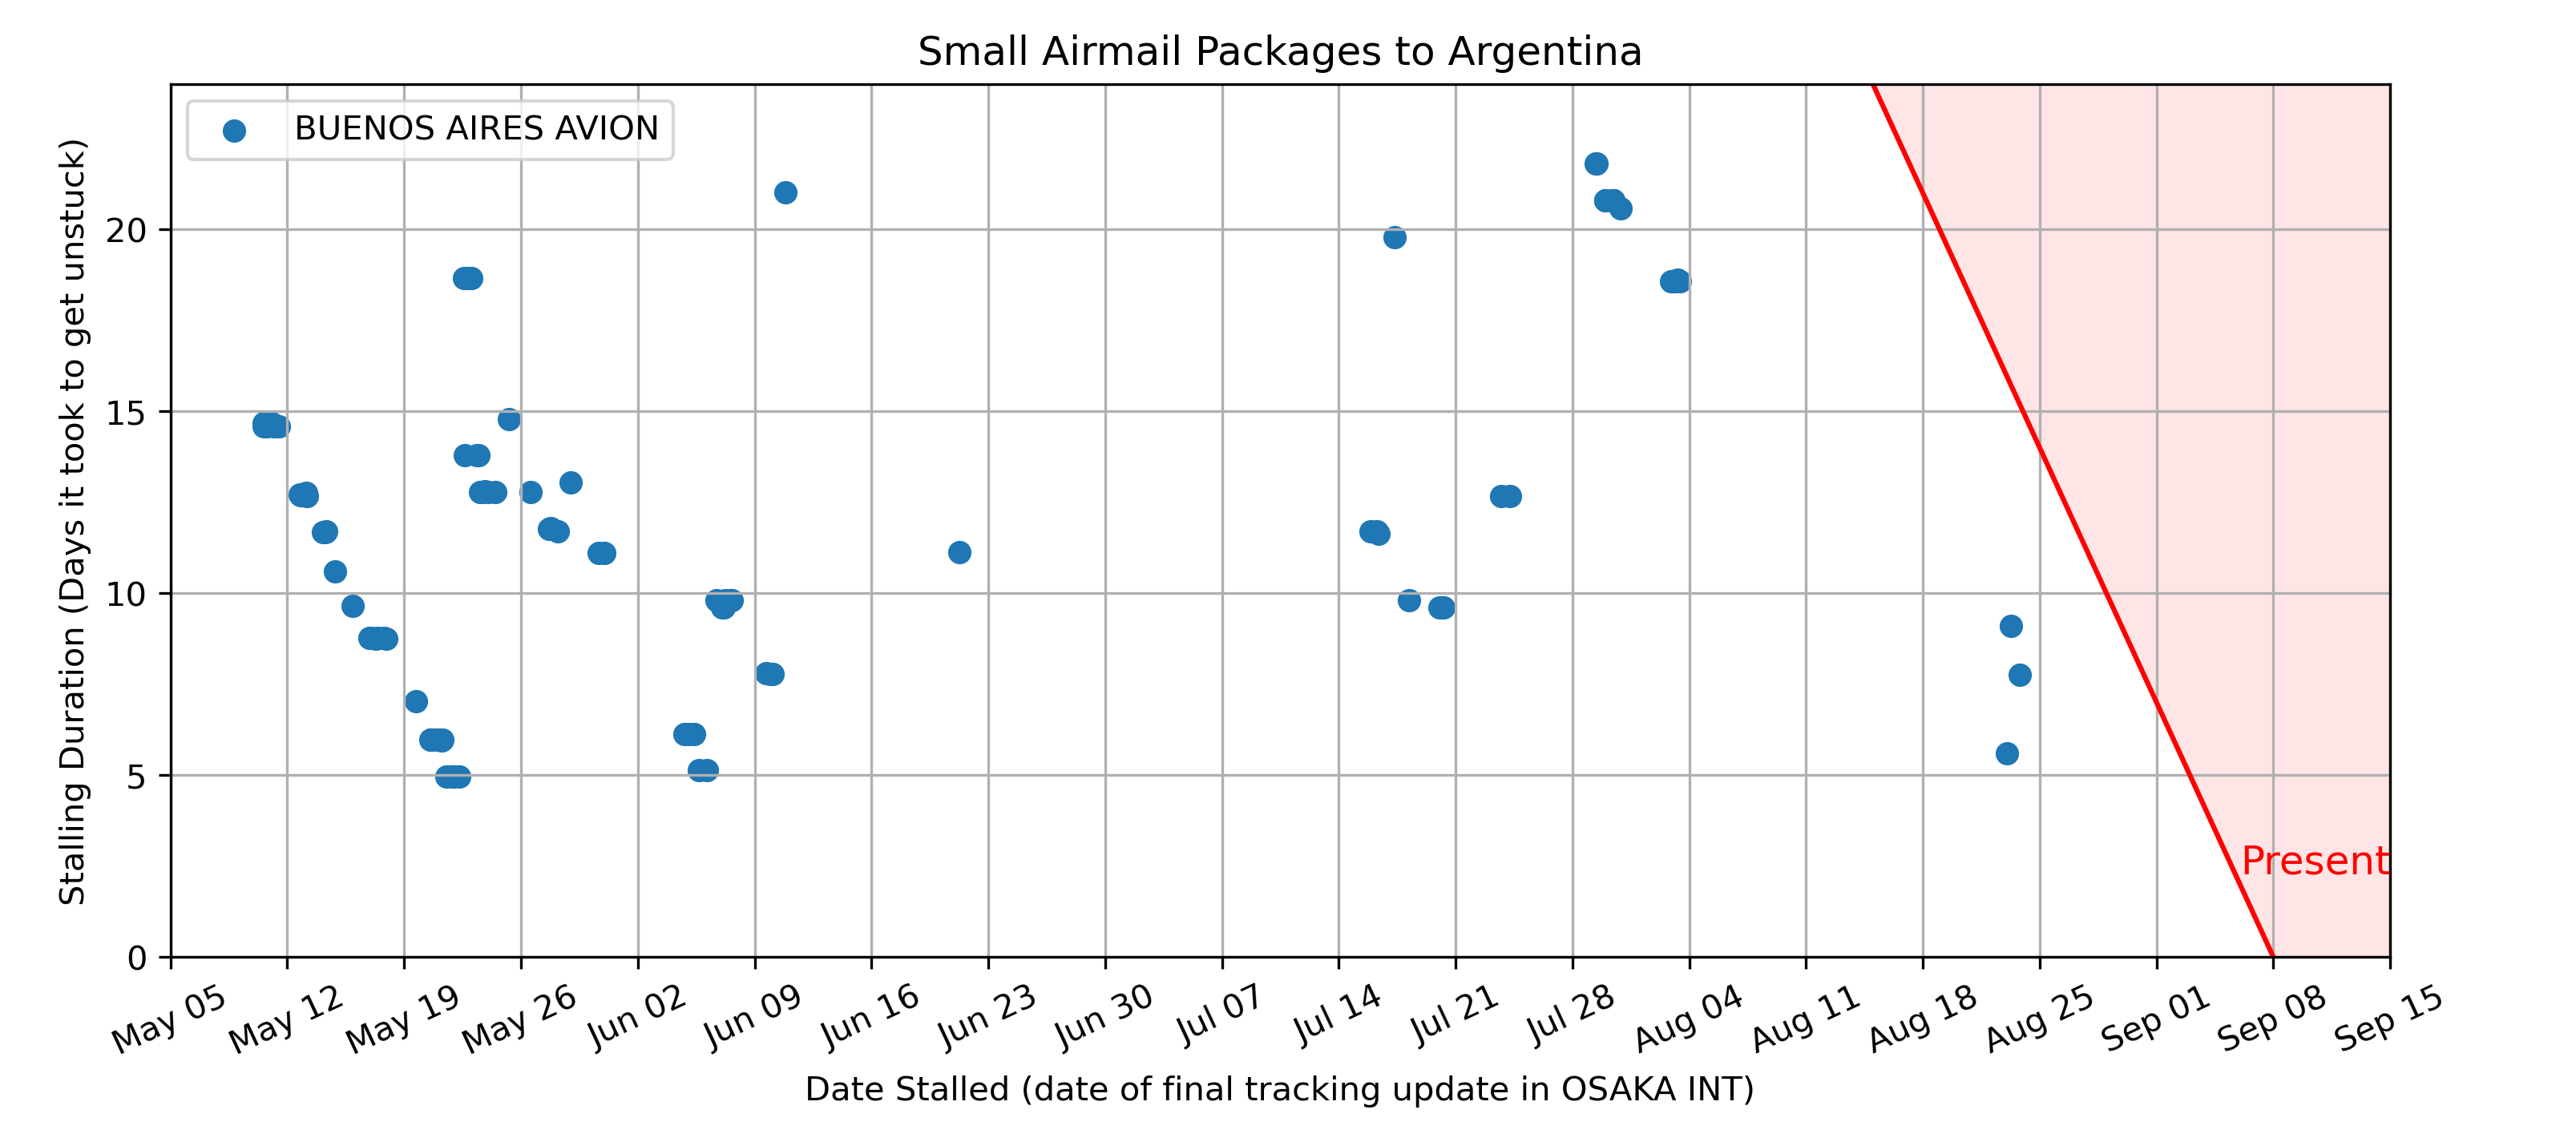 Small Airmail Packages to Argentina
BUENOS AIRES AVION
Stalling Duration (Days it took to get unstuck)
20
15
10
5
0
Present
May 05
May 12
May 19
May 26
Jun 02
Jun 09
Jun 16
Jun 23
Jun 30
Jul 07
Jul 14
Jul 21
Jul 28
Aug 04
Aug 11
Aug 18
Aug 25
Sep 01
Sep 08
Sep 15
Date Stalled (date of final tracking update in OSAKA INT)